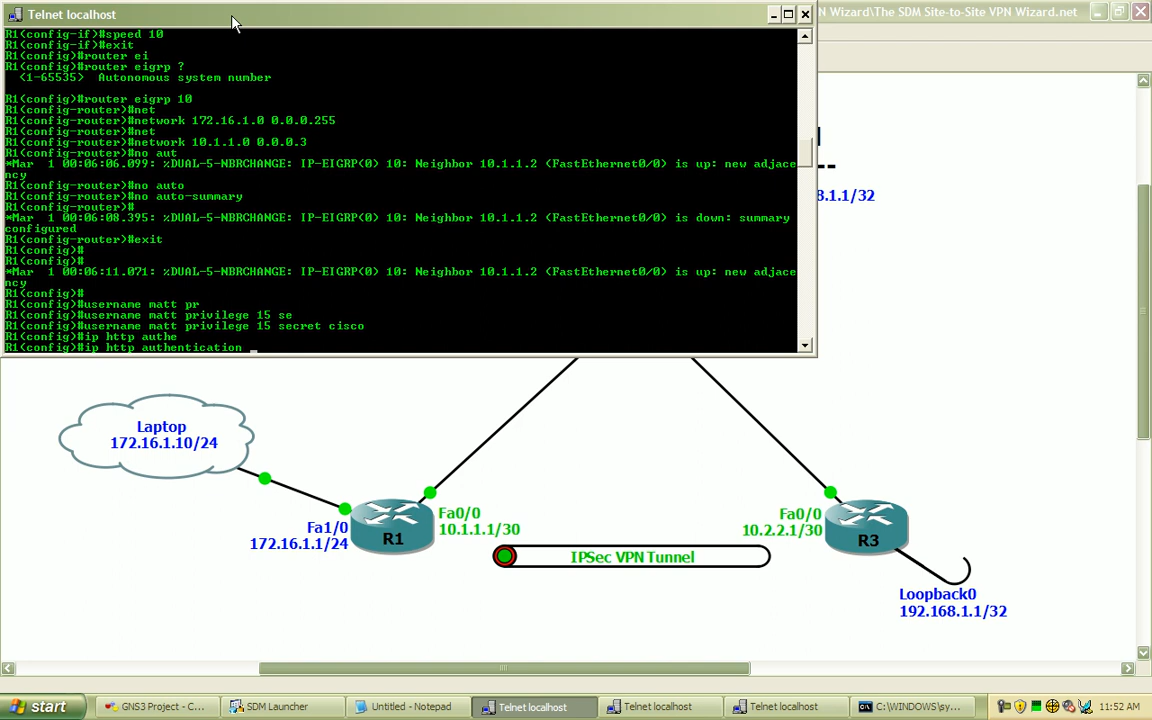 Telnet localhost
N Wizard\The SDM Site-to-Site VPN Wizard.net
R1(config-if)#speed 10
R1(config-if)#exit
R1(config)#router ei
R1(config)#router eigrp ?
<1-65535> Autonomous system number
R1(config)#router eigrp 10
R1(config-router)#net
R1(config-router)#network 172.16.1.0 0.0.0.255
R1(config-router)#net
R1(config-router)#network 10.1.1.0 0.0.0.3
R1(config-router)#no aut
*Mar 1 00:06:06.099: %DUAL-5-NBRCHANGE: IP-EIGRP(0) 10: Neighbor 10.1.1.2 (FastEthernet0/0) is up: new adjace
ncy
R1(config-router)#no auto
R1(config-router)#no auto-summary
R1(config-router)#
*Mar 1 00:06:08.395: %DUAL-5-NBRCHANGE: IP-EIGRP(0) 10: Neighbor 10.1.1.2 (FastEthernet0/0) is down: summary
configured
R1(config-router)#exit
R1(config)#
R1(config)#
*Mar 1 00:06:11.071: %DUAL-5-NBRCHANGE: IP-EIGRP(0) 10: Neighbor 10.1.1.2 (FastEthernet0/0) is up: new adjace
ncy
R1(config)#
R1(config)#username matt pr
R1(config)#username matt privilege 15 se
R1(config)#username matt privilege 15 secret cisco
R1(config)#ip http authe
R1(config)#ip http authentication _
--
8.1.1/32
Laptop
172.16.1.10/24
Fa1/0
172.16.1.1/24
R1
Fa0/0
10.1.1.1/30
IPSec VPN Tunnel
Fa0/0
10.2.2.1/30
R3
Loopback0
192.168.1.1/32
start
GNS3 Project - C...
SDM Launcher
Untitled - Notepad
Telnet localhost
Telnet localhost
Telnet localhost
C:\WINDOWS\sy...
11:52 AM